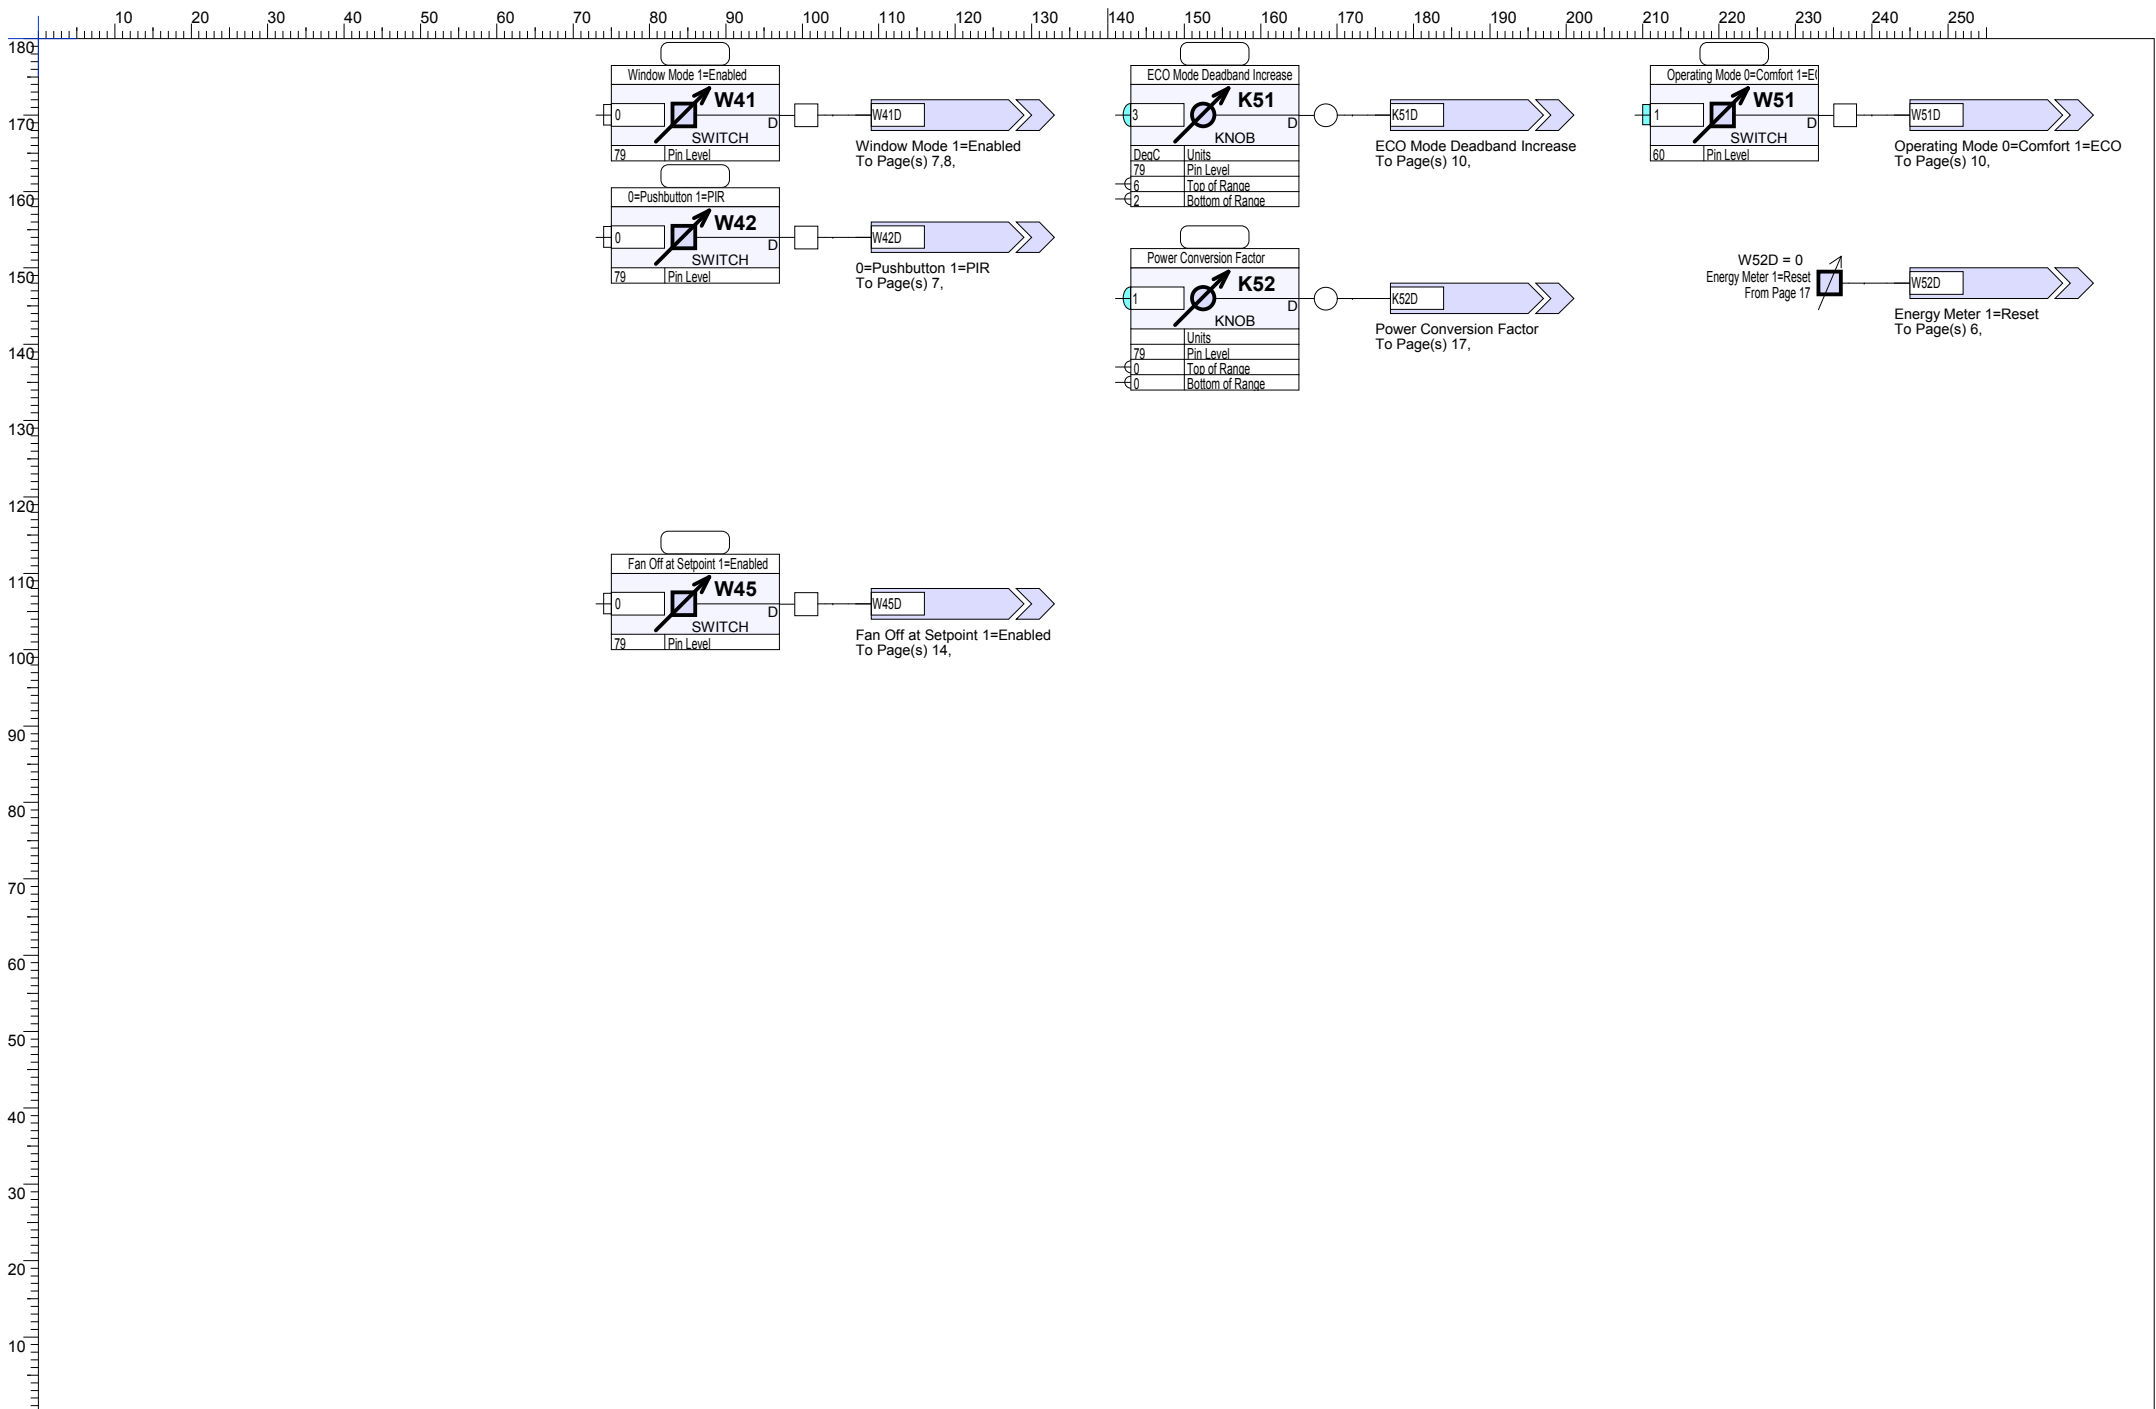 10 20 30 40 50 60 70 80 90 100 110 120 130 140 150 160 170 180 190 200 210 220 230 240 250
180
170
160
150
140
130
120
110
100
90
80
70
60
50
40
30
20
10
Window Mode 1=Enabled
0
W41
D
SWITCH
79 Pin Level
W41D
Window Mode 1=Enabled
To Page(s) 7,8,
0=Pushbutton 1=PIR
0
W42
D
SWITCH
79 Pin Level
W42D
0=Pushbutton 1=PIR
To Page(s) 7,
Fan Off at Setpoint 1=Enabled
0
W45
D
SWITCH
79 Pin Level
W45D
Fan Off at Setpoint 1=Enabled
To Page(s) 14,
ECO Mode Deadband Increase
3
K51
D
KNOB
DegC Units
79 Pin Level
6 Top of Range
2 Bottom of Range
K51D
ECO Mode Deadband Increase
To Page(s) 10,
Power Conversion Factor
1
K52
D
KNOB
Units
79 Pin Level
0 Top of Range
0 Bottom of Range
K52D
Power Conversion Factor
To Page(s) 17,
Operating Mode 0=Comfort 1=E
1
W51
D
SWITCH
60 Pin Level
W51D
Operating Mode 0=Comfort 1=ECO
To Page(s) 10,
W52D = 0
Energy Meter 1=Reset
From Page 17
W52D
Energy Meter 1=Reset
To Page(s) 6,